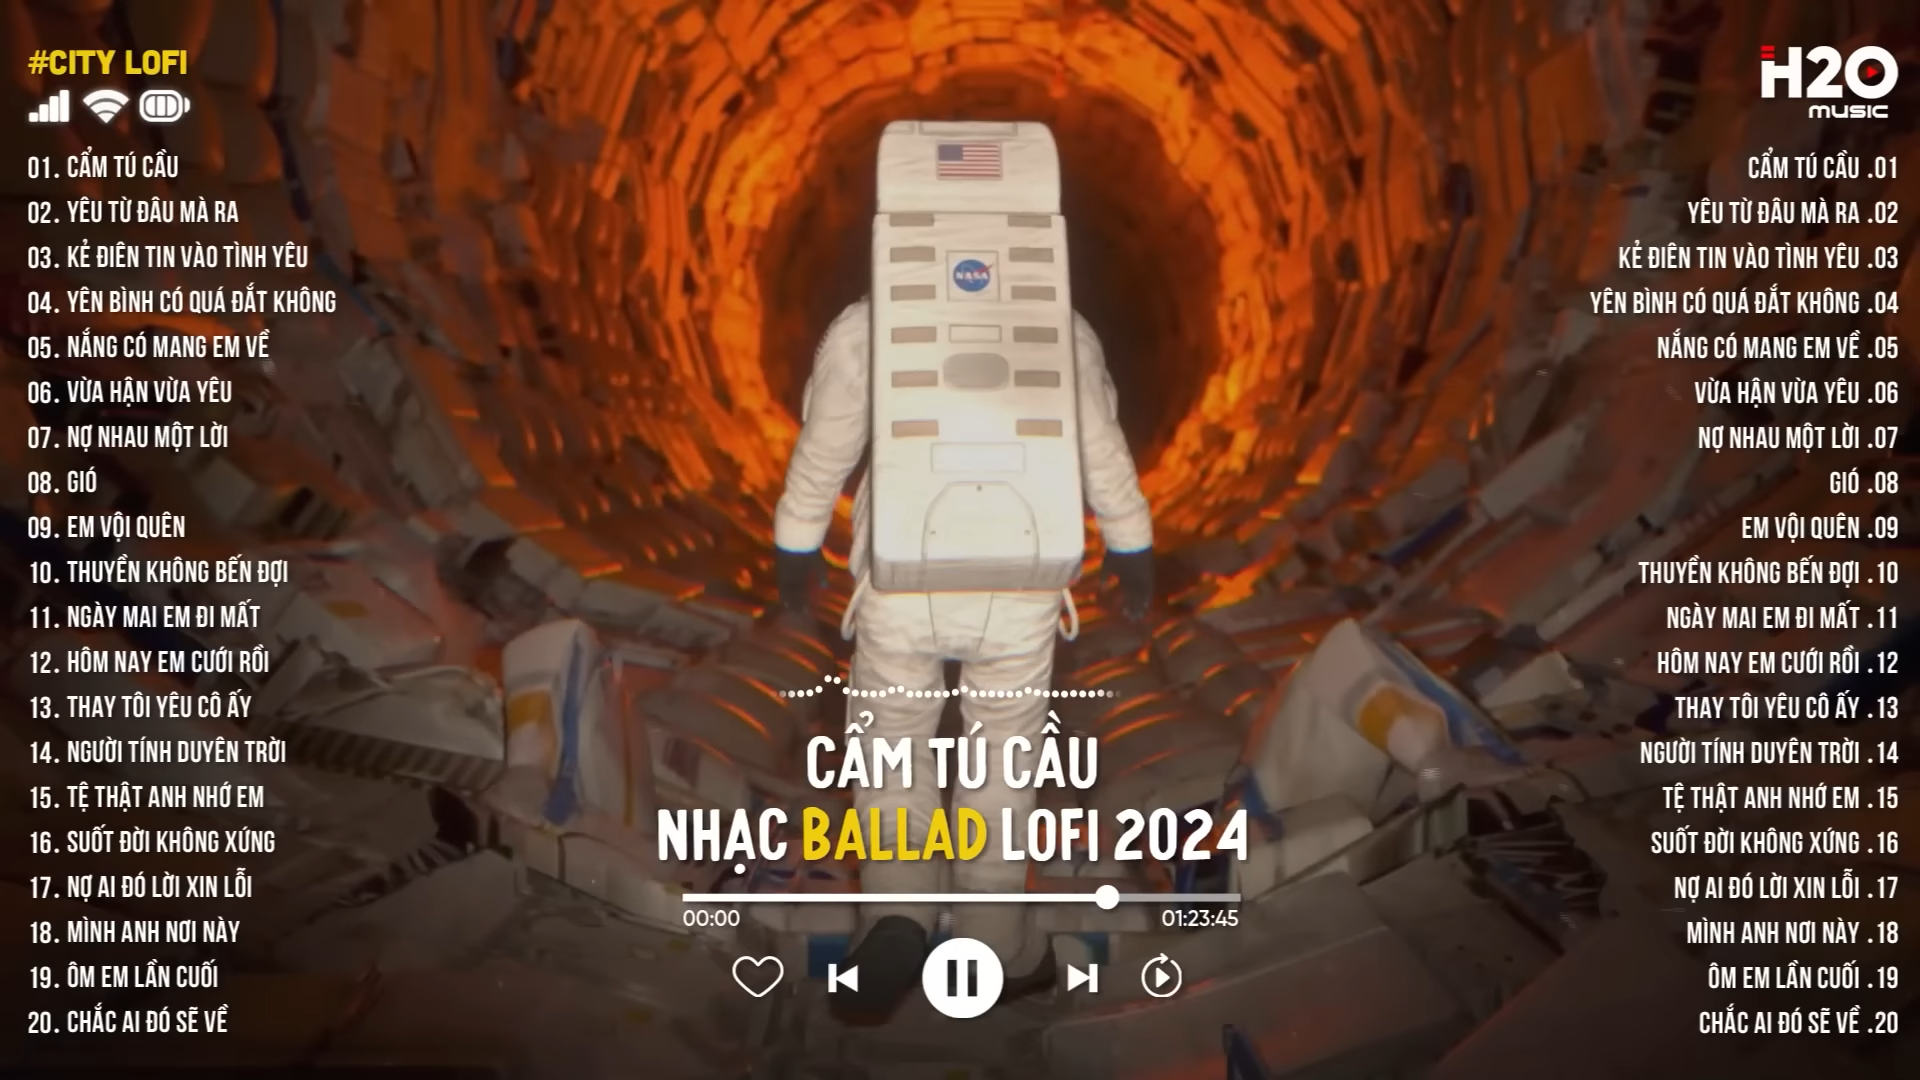 #CITY LOFI
H2O
MUSIC
01. CẨM TÚ CẦU
02. YÊU TỪ ĐÂU MÀ RA
03. KẺ ĐIÊN TIN VÀO TÌNH YÊU
04. YÊN BÌNH CÓ QUÁ ĐẮT KHÔNG
05. NẮNG CÓ MANG EM VỀ
06. VỪA HẬN VỪA YÊU
07. NỢ NHAU MỘT LỜI
08. GIÓ
09. EM VỘI QUÊN
10. THUYỀN KHÔNG BẾN ĐỢI
11. NGÀY MAI EM ĐI MẤT
12. HÔM NAY EM CƯỚI RỒI
13. THAY TÔI YÊU CÔ ẤY
14. NGƯỜI TÍNH DUYÊN TRỜI
15. TỆ THẬT ANH NHỚ EM
16. SUỐT ĐỜI KHÔNG XỨNG
17. NỢ AI ĐÓ LỜI XIN LỖI
18. MÌNH ANH NƠI NÀY
19. ÔM EM LẦN CUỐI
20. CHẮC AI ĐÓ SẼ VỀ
NASA
CẨM TÚ CẦU
NHẠC BALLAD LOFI 2024
00:00
01:23:45
CẨM TÚ CẦU .01
YÊU TỪ ĐÂU MÀ RA .02
KẺ ĐIÊN TIN VÀO TÌNH YÊU .03
YÊN BÌNH CÓ QUÁ ĐẮT KHÔNG .04
NẮNG CÓ MANG EM VỀ .05
VỪA HẬN VỪA YÊU .06
NỢ NHAU MỘT LỜI .07
GIÓ .08
EM VỘI QUÊN .09
THUYỀN KHÔNG BẾN ĐỢI .10
NGÀY MAI EM ĐI MẤT .11
HÔM NAY EM CƯỚI RỒI .12
THAY TÔI YÊU CÔ ẤY .13
NGƯỜI TÍNH DUYÊN TRỜI .14
TỆ THẬT ANH NHỚ EM .15
SUỐT ĐỜI KHÔNG XỨNG .16
NỢ AI ĐÓ LỜI XIN LỖI .17
MÌNH ANH NƠI NÀY .18
ÔM EM LẦN CUỐI .19
CHẮC AI ĐÓ SẼ VỀ .20